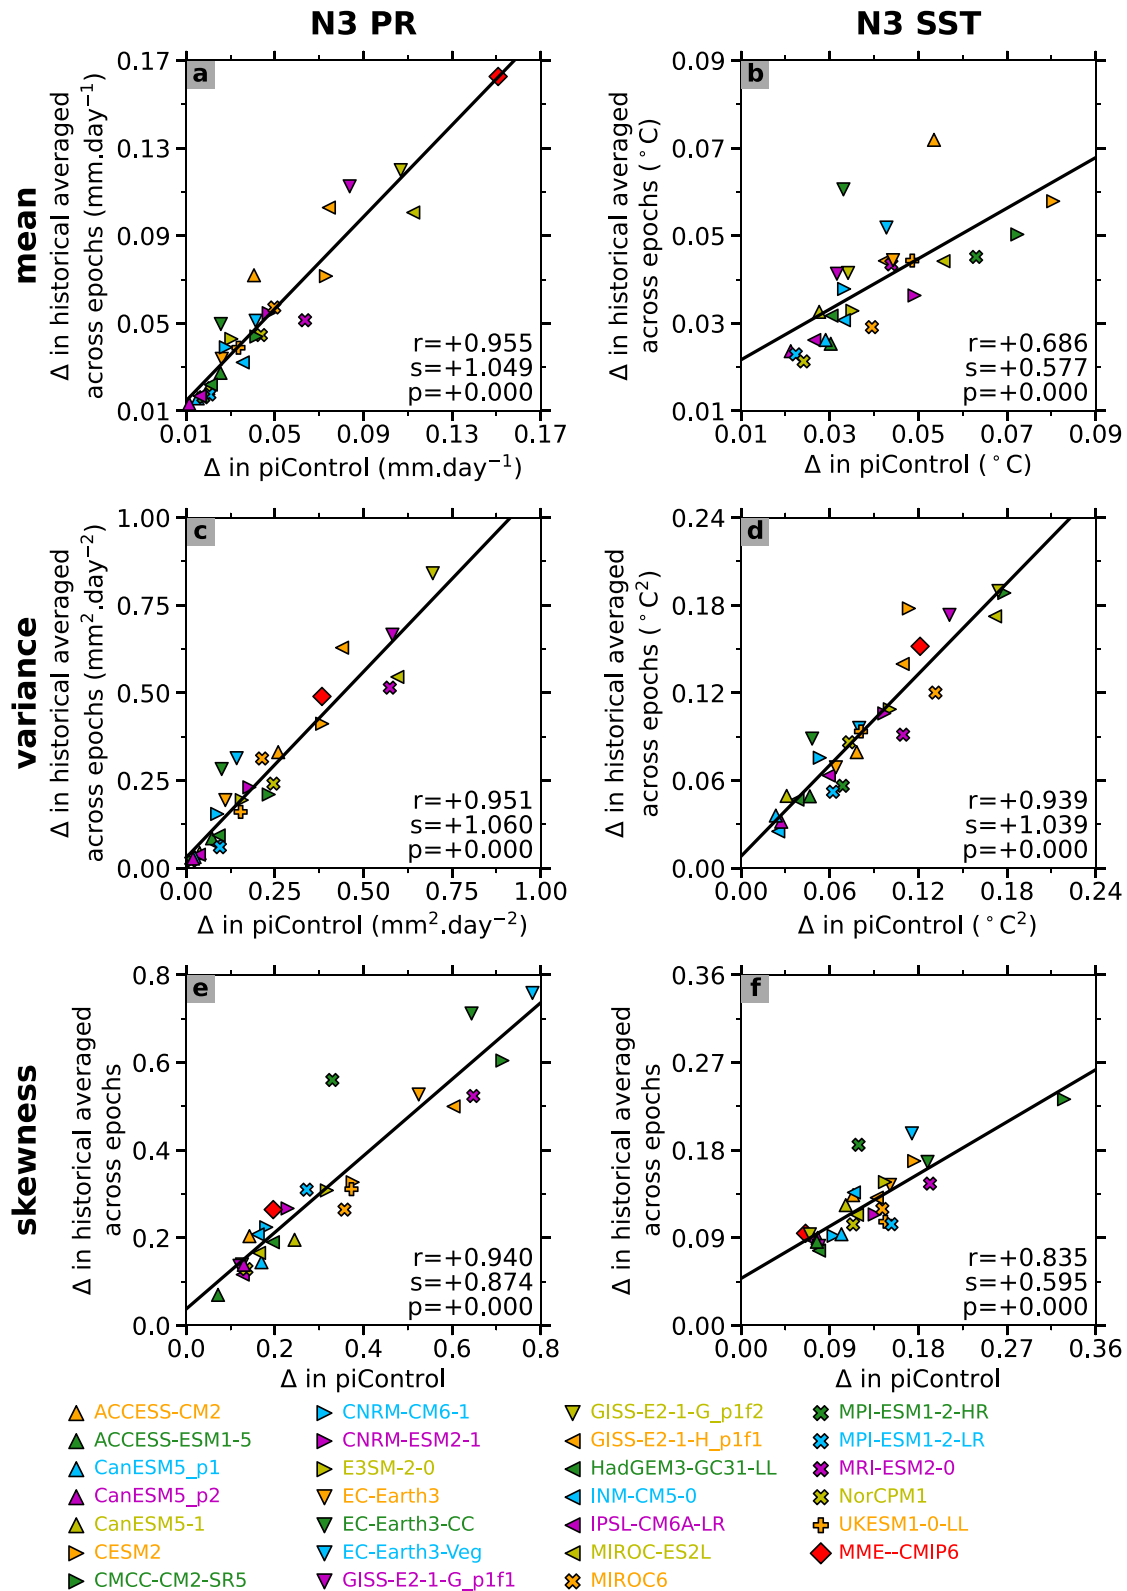 N3 PR
N3 SST
mean
variance
skewness
a
Δ in historical averaged
across epochs (mm.day⁻¹)
0.17
0.13
0.09
0.05
0.01
r=+0.955
s=+1.049
p=+0.000
0.01 0.05 0.09 0.13 0.17
Δ in piControl (mm.day⁻¹)
b
Δ in historical averaged
across epochs (°C)
0.09
0.07
0.05
0.03
0.01
r=+0.686
s=+0.577
p=+0.000
0.01 0.03 0.05 0.07 0.09
Δ in piControl (°C)
c
Δ in historical averaged
across epochs (mm².day⁻²)
1.00
0.75
0.50
0.25
0.00
r=+0.951
s=+1.060
p=+0.000
0.00 0.25 0.50 0.75 1.00
Δ in piControl (mm².day⁻²)
d
Δ in historical averaged
across epochs (°C²)
0.24
0.18
0.12
0.06
0.00
r=+0.939
s=+1.039
p=+0.000
0.00 0.06 0.12 0.18 0.24
Δ in piControl (°C²)
e
Δ in historical averaged
across epochs
0.8
0.6
0.4
0.2
0.0
r=+0.940
s=+0.874
p=+0.000
0.0 0.2 0.4 0.6 0.8
Δ in piControl
f
Δ in historical averaged
across epochs
0.36
0.27
0.18
0.09
0.00
r=+0.835
s=+0.595
p=+0.000
0.00 0.09 0.18 0.27 0.36
Δ in piControl
ACCESS-CM2
ACCESS-ESM1-5
CanESM5_p1
CanESM5_p2
CanESM5-1
CESM2
CMCC-CM2-SR5
CNRM-CM6-1
CNRM-ESM2-1
E3SM-2-0
EC-Earth3
EC-Earth3-CC
EC-Earth3-Veg
GISS-E2-1-G_p1f1
GISS-E2-1-G_p1f2
GISS-E2-1-H_p1f1
HadGEM3-GC31-LL
INM-CM5-0
IPSL-CM6A-LR
MIROC-ES2L
MIROC6
MPI-ESM1-2-HR
MPI-ESM1-2-LR
MRI-ESM2-0
NorCPM1
UKESM1-0-LL
MME--CMIP6